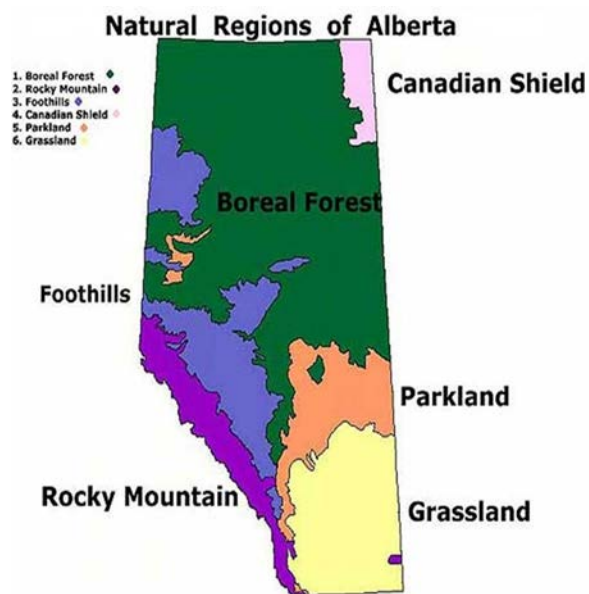 Natural Regions of Alberta
1. Boreal Forest
2. Rocky Mountain
3. Foothills
4. Canadian Shield
5. Parkland
6. Grassland
Canadian Shield
Boreal Forest
Foothills
Parkland
Rocky Mountain
Grassland